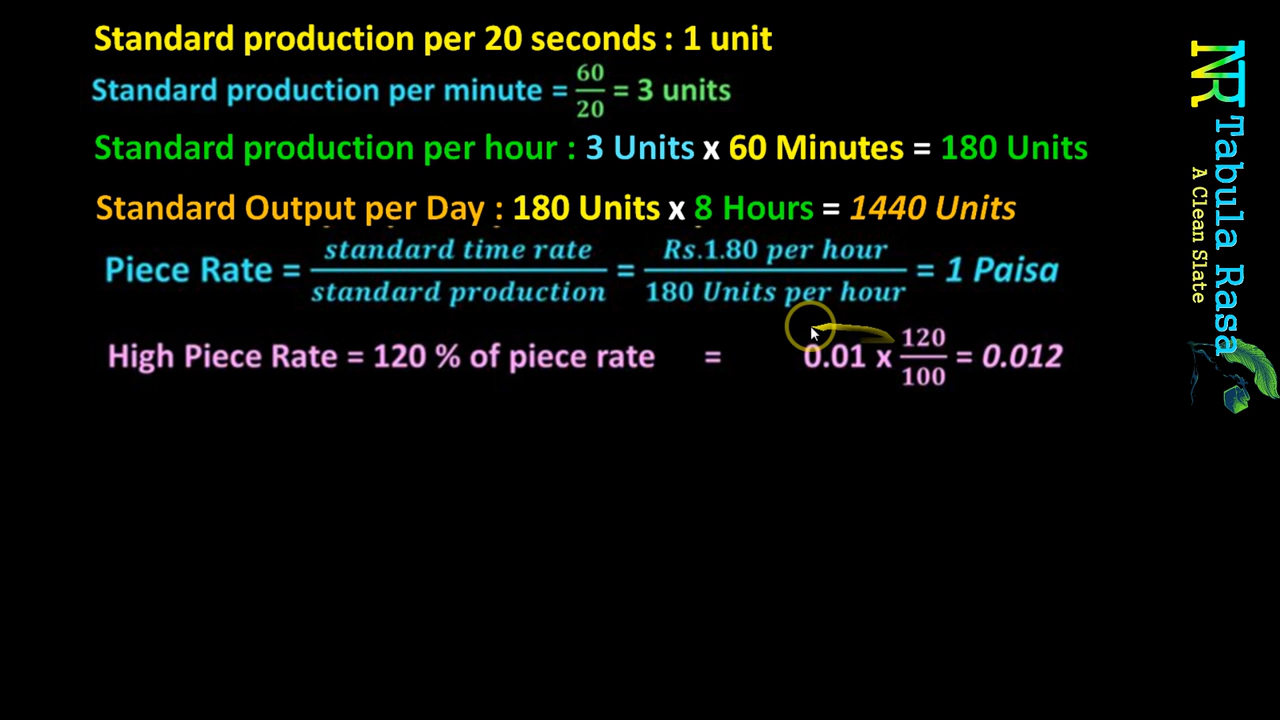 Standard production per 20 seconds : 1 unit
Standard production per minute = 60/20 = 3 units
Standard production per hour : 3 Units x 60 Minutes = 180 Units
Standard Output per Day : 180 Units x 8 Hours = 1440 Units
Piece Rate = standard time rate/standard production = Rs.1.80 per hour/180 Units per hour = 1 Paisa
High Piece Rate = 120 % of piece rate = 0.01 x 120/100 = 0.012
NR Tabula Rasa
A Clean Slate